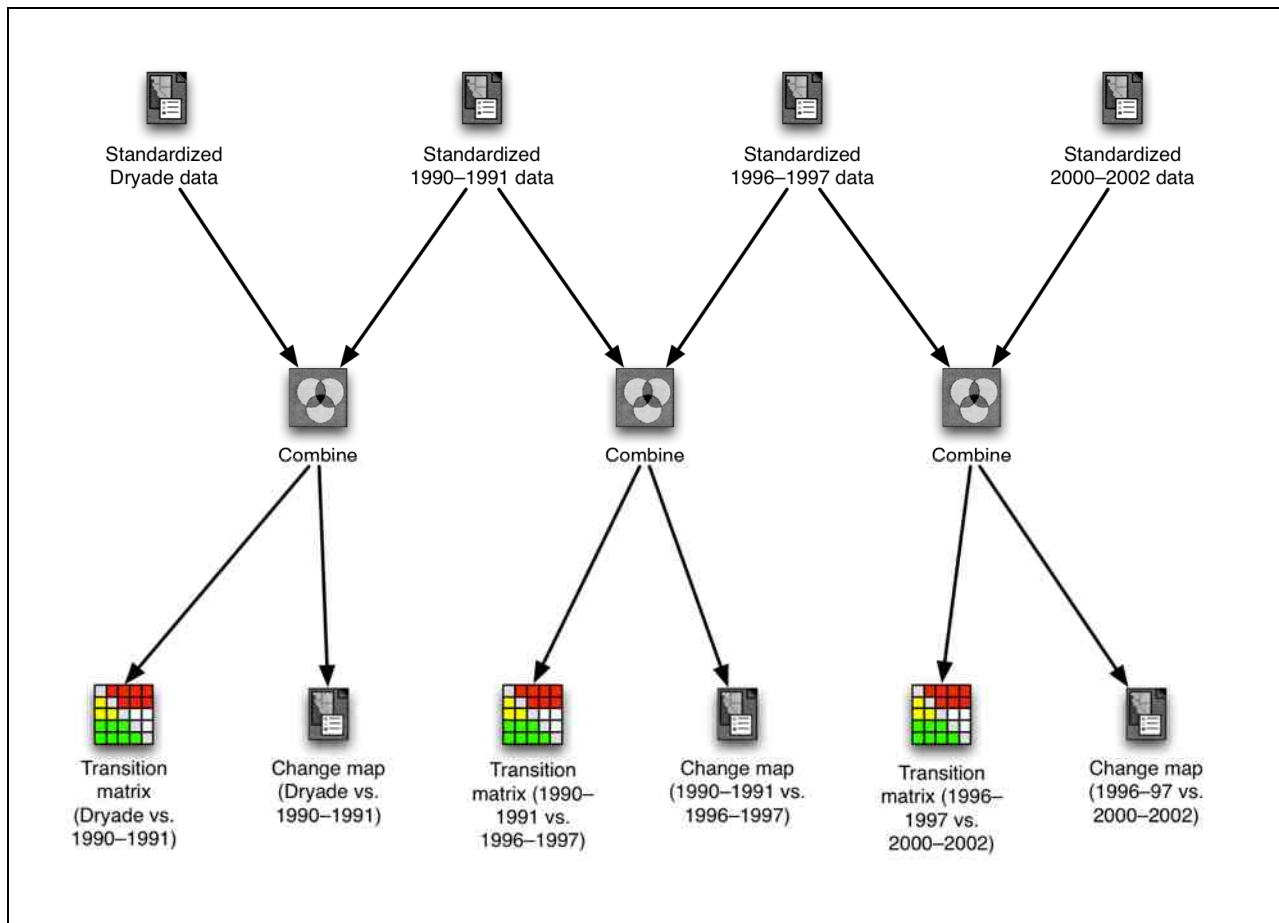 Standardized
Dryade data
Standardized
1990–1991 data
Standardized
1996–1997 data
Standardized
2000–2002 data
Combine
Combine
Combine
Transition
matrix
(Dryade vs.
1990–1991)
Change map
(Dryade vs.
1990–1991)
Transition
matrix (1990–
1991 vs.
1996–1997)
Change map
(1990–1991 vs.
1996–1997)
Transition
matrix (1996–
1997 vs.
2000–2002)
Change map
(1996–97 vs.
2000–2002)